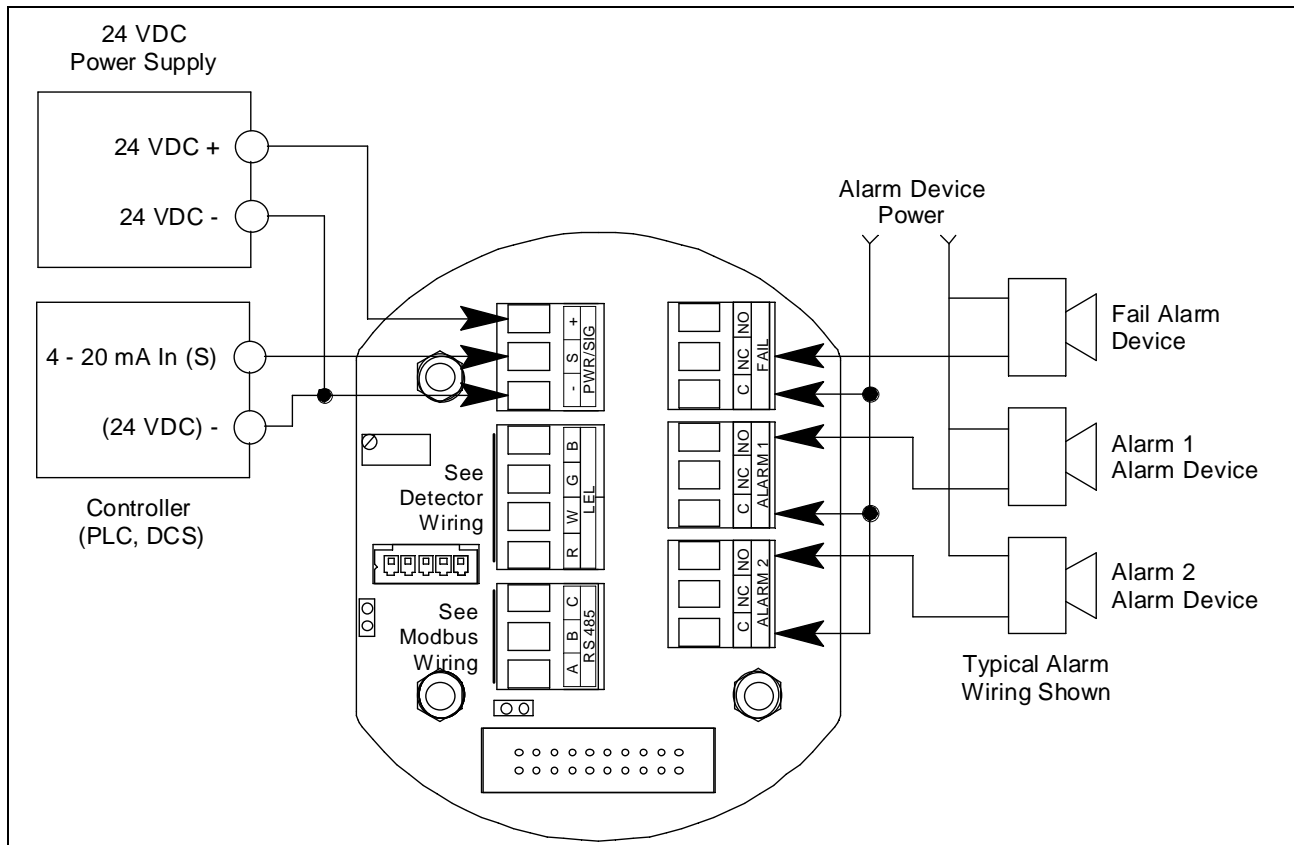 24 VDC
Power Supply
24 VDC +
24 VDC -
4 - 20 mA In (S)
(24 VDC) -
Controller
(PLC, DCS)
+
S
-
PWR/SIG
See
Detector
Wiring
B
G
W
R
LEL
See
Modbus
Wiring
C
B
A
RS 485
Alarm Device
Power
NO
NC
C
FAIL
NO
NC
C
ALARM 1
NO
NC
C
ALARM 2
Fail Alarm
Device
Alarm 1
Alarm Device
Alarm 2
Alarm Device
Typical Alarm
Wiring Shown